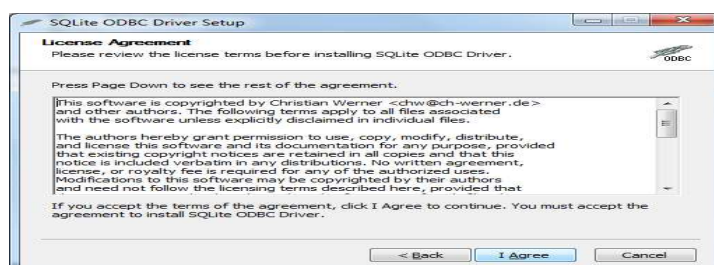 SQLite ODBC Driver Setup
License Agreement
Please review the license terms before installing SQLite ODBC Driver.
ODBC
Press Page Down to see the rest of the agreement.
This software is copyrighted by Christian Werner <chw@ch-werner.de>
and other authors. The following terms apply to all files associated
with the software unless explicitly disclaimed in individual files.
The authors hereby grant permission to use, copy, modify, distribute,
and license this software and its documentation for any purpose, provided
that existing copyright notices are retained in all copies and that this
notice is included verbatim in any distributions. No written agreement,
license, or royalty fee is required for any of the authorized uses.
Modifications to this software may be copyrighted by their authors
and need not follow the licensing terms described here, provided that
If you accept the terms of the agreement, click I Agree to continue. You must accept the
agreement to install SQLite ODBC Driver.
< Back
I Agree
Cancel